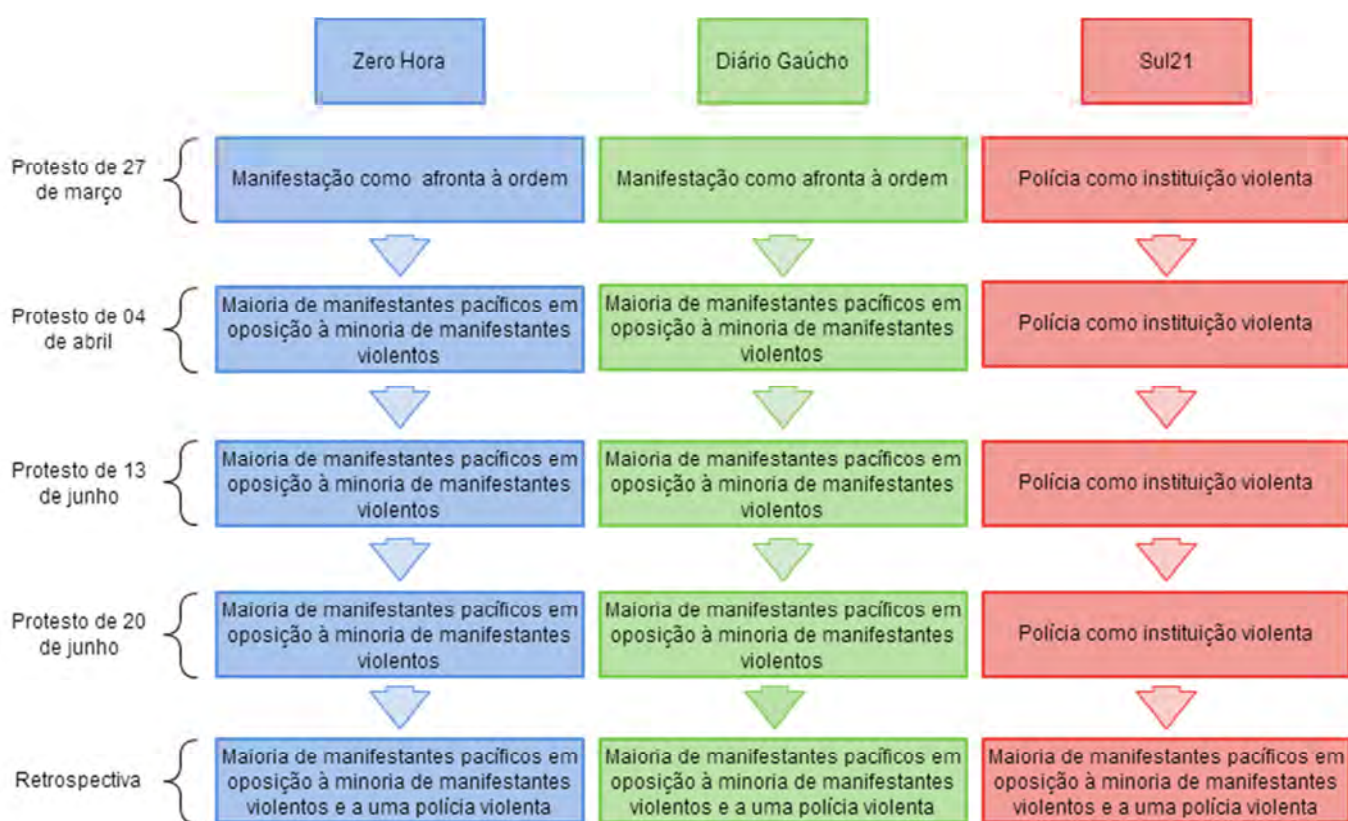 Zero Hora
Diário Gaúcho
Sul21
Protesto de 27
de março
Manifestação como afronta à ordem
Manifestação como afronta à ordem
Polícia como instituição violenta
Protesto de 04
de abril
Maioria de manifestantes pacíficos em
oposição à minoria de manifestantes
violentos
Maioria de manifestantes pacíficos em
oposição à minoria de manifestantes
violentos
Polícia como instituição violenta
Protesto de 13
de junho
Maioria de manifestantes pacíficos em
oposição à minoria de manifestantes
violentos
Maioria de manifestantes pacíficos em
oposição à minoria de manifestantes
violentos
Polícia como instituição violenta
Protesto de 20
de junho
Maioria de manifestantes pacíficos em
oposição à minoria de manifestantes
violentos
Maioria de manifestantes pacíficos em
oposição à minoria de manifestantes
violentos
Polícia como instituição violenta
Retrospectiva
Maioria de manifestantes pacíficos em
oposição à minoria de manifestantes
violentos e a uma polícia violenta
Maioria de manifestantes pacíficos em
oposição à minoria de manifestantes
violentos e a uma polícia violenta
Maioria de manifestantes pacíficos em
oposição à minoria de manifestantes
violentos e a uma polícia violenta